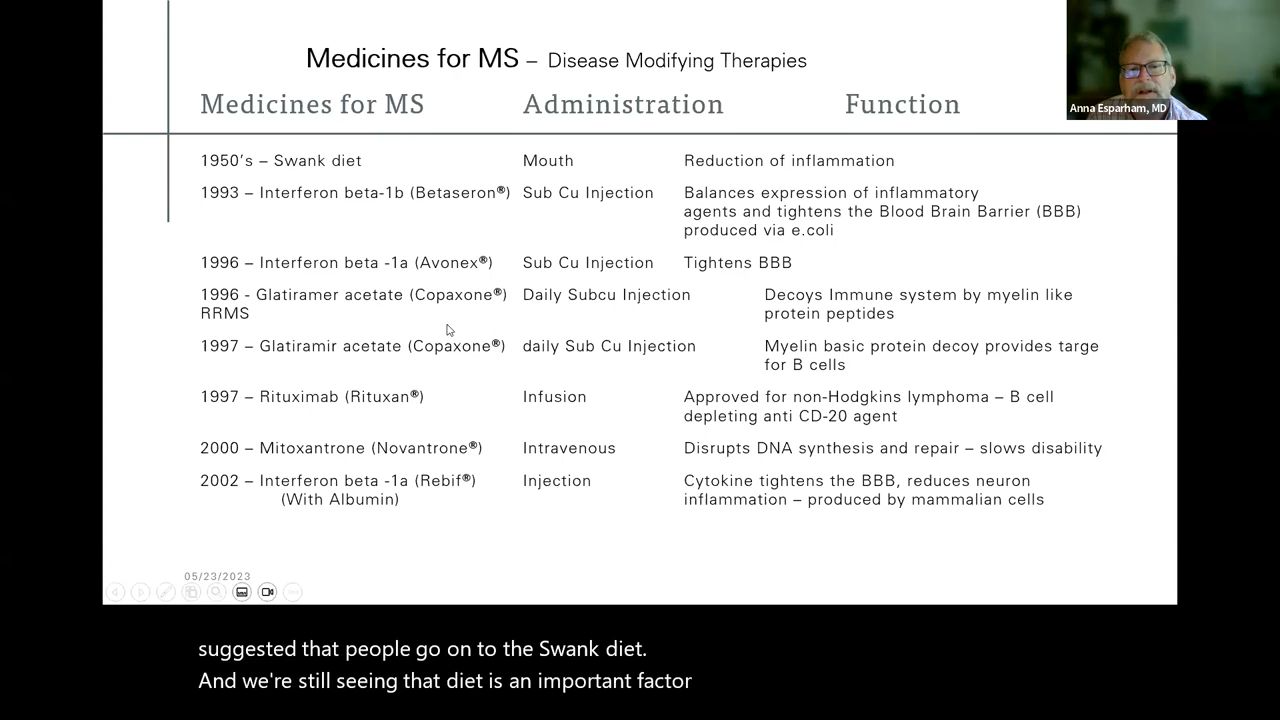 Medicines for MS – Disease Modifying Therapies
Medicines for MS Administration Function
Anna Esparham, MD
1950's – Swank diet Mouth Reduction of inflammation
1993 – Interferon beta-1b (Betaseron®) Sub Cu Injection Balances expression of inflammatory
agents and tightens the Blood Brain Barrier (BBB)
produced via e.coli
1996 – Interferon beta -1a (Avonex®) Sub Cu Injection Tightens BBB
1996 - Glatiramer acetate (Copaxone®) Daily Subcu Injection Decoys Immune system by myelin like
RRMS protein peptides
1997 – Glatiramir acetate (Copaxone®) daily Sub Cu Injection Myelin basic protein decoy provides targe
for B cells
1997 – Rituximab (Rituxan®) Infusion Approved for non-Hodgkins lymphoma – B cell
depleting anti CD-20 agent
2000 – Mitoxantrone (Novantrone®) Intravenous Disrupts DNA synthesis and repair – slows disability
2002 – Interferon beta -1a (Rebif®) Injection Cytokine tightens the BBB, reduces neuron
(With Albumin) inflammation – produced by mammalian cells
05/23/2023
suggested that people go on to the Swank diet.
And we're still seeing that diet is an important factor